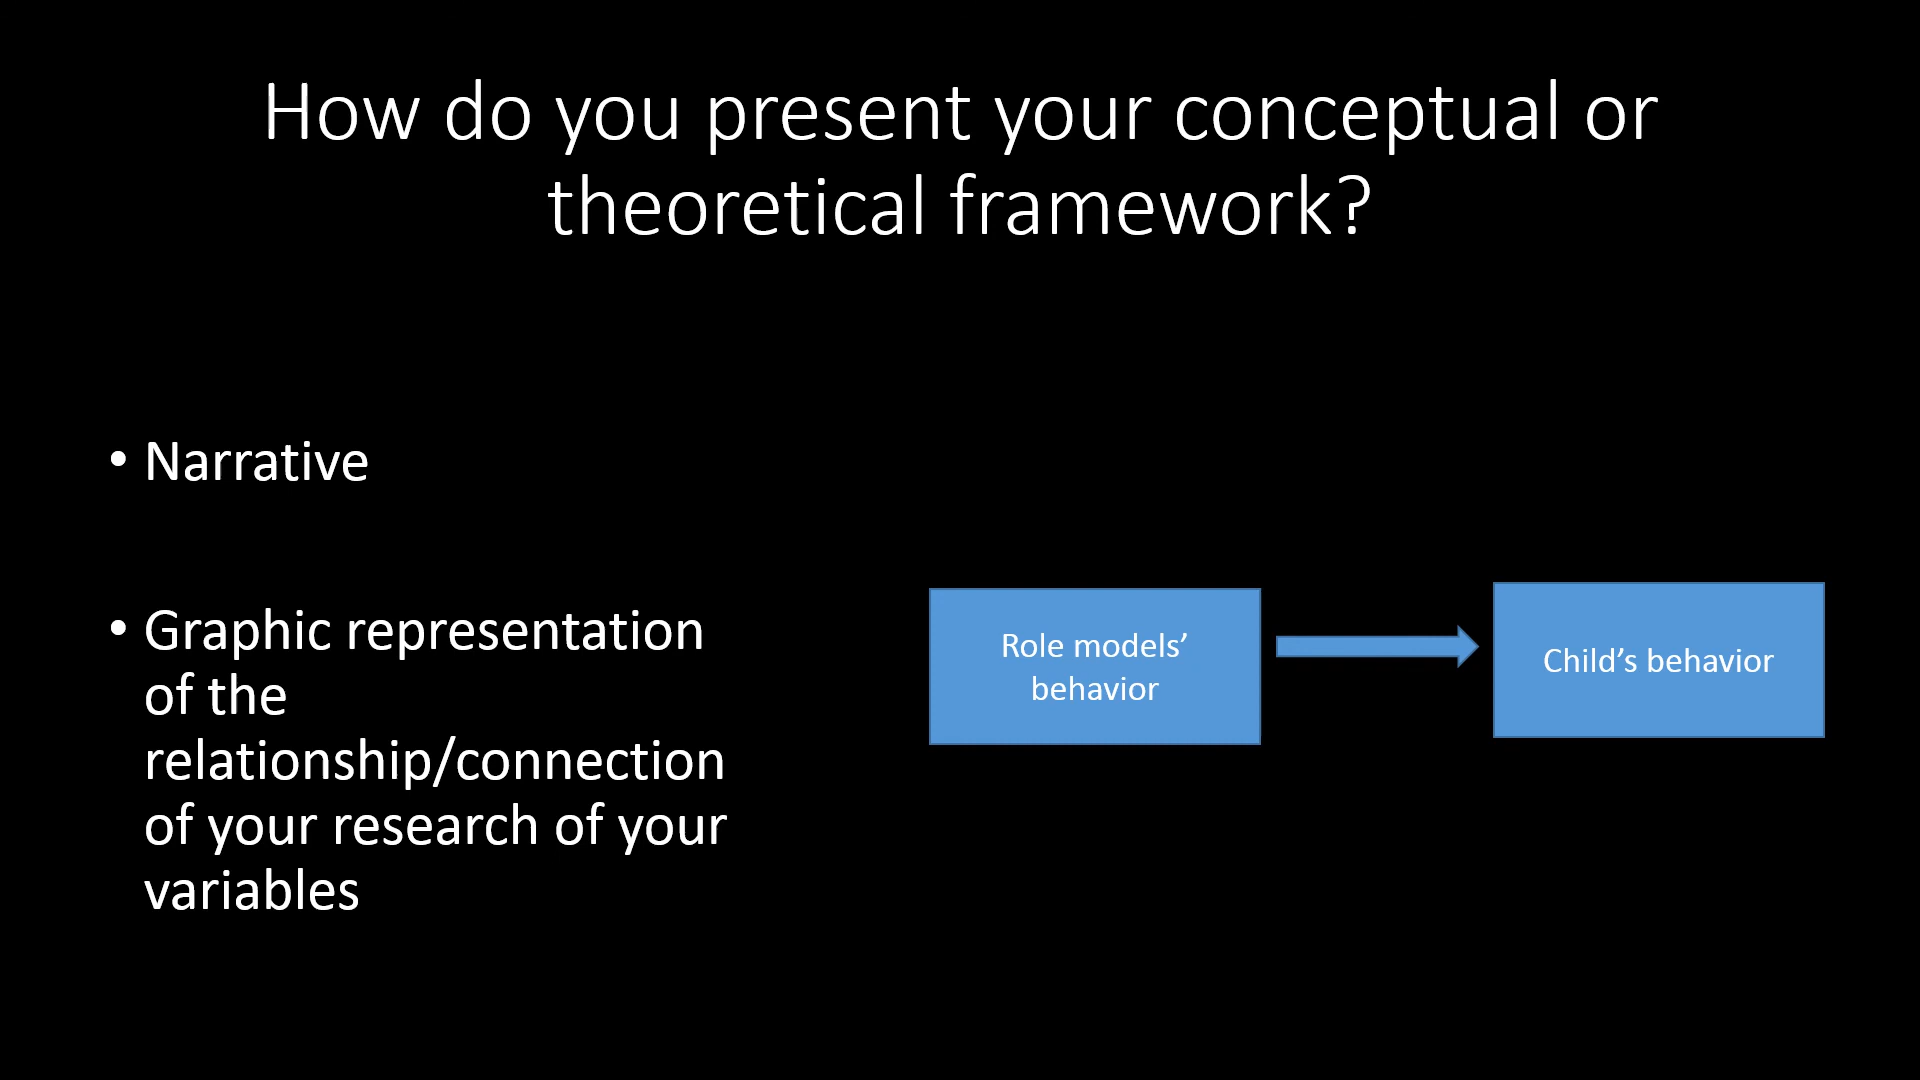 How do you present your conceptual or
theoretical framework?
• Narrative
• Graphic representation
of the
relationship/connection
of your research of your
variables
Role models’
behavior
Child’s behavior